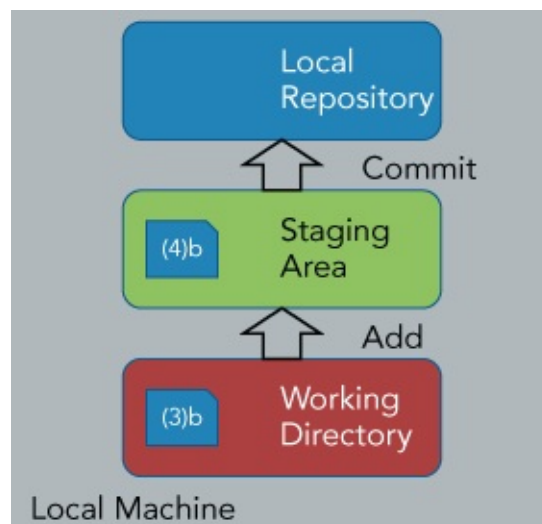 Local
Repository
Commit
(4)b
Staging
Area
Add
(3)b
Working
Directory
Local Machine